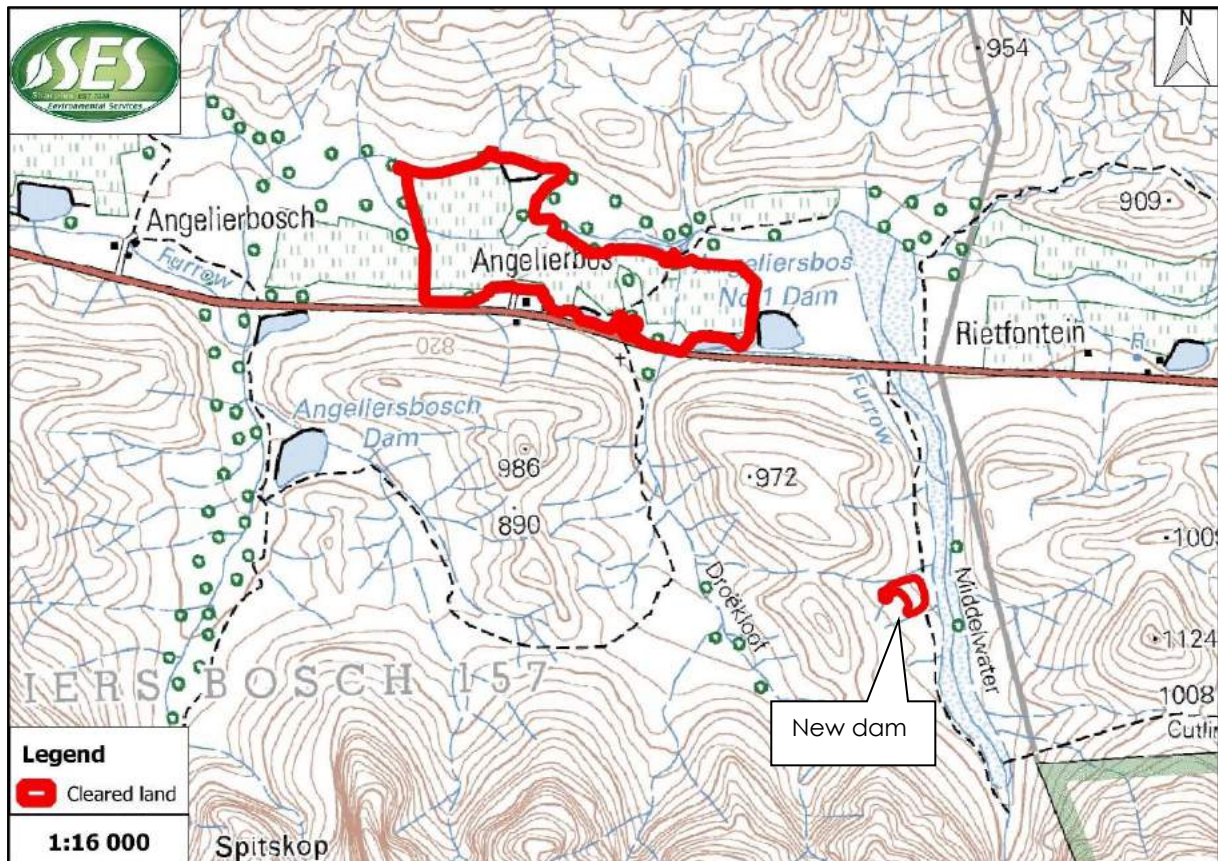 SES
Environmental Services
N
954
909
Angelierbosch
Furrow
Angelierbos
Angeliersbos
No 1 Dam
Rietfontein
R
820
Angeliersbosch
Dam
986
890
972
Furrow
Droëkloof
Middelwater
1124
1008
IERS BOSCH 157
New dam
Spitskop
Legend
Cleared land
1:16 000